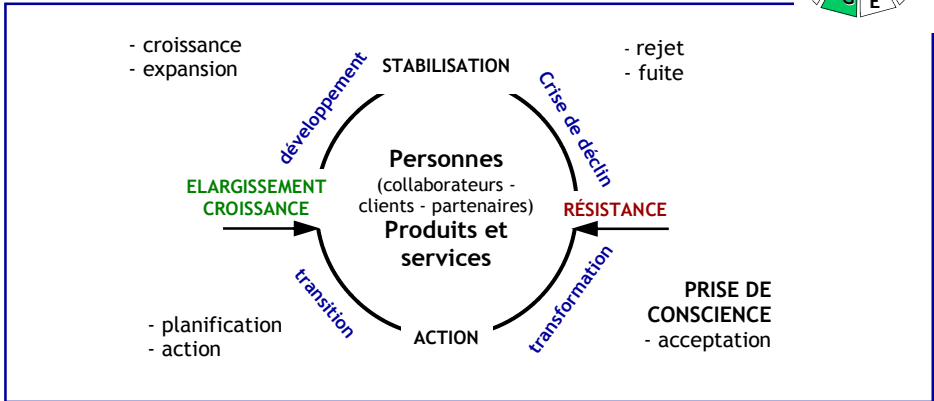 G E
- croissance
- expansion
développement
STABILISATION
Crise de déclin
- rejet
- fuite
Personnes
(collaborateurs -
clients - partenaires)
Produits et
services
ELARGISSEMENT
CROISSANCE
RÉSISTANCE
transition
ACTION
transformation
- planification
- action
PRISE DE
CONSCIENCE
- acceptation